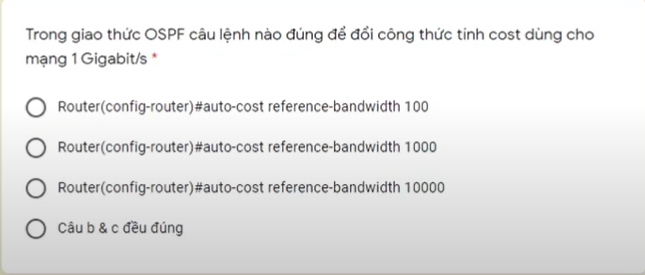 Trong giao thức OSPF câu lệnh nào đúng để đổi công thức tính cost dùng cho
mạng 1 Gigabit/s *
Router(config-router)#auto-cost reference-bandwidth 100
Router(config-router)#auto-cost reference-bandwidth 1000
Router(config-router)#auto-cost reference-bandwidth 10000
Câu b & c đều đúng